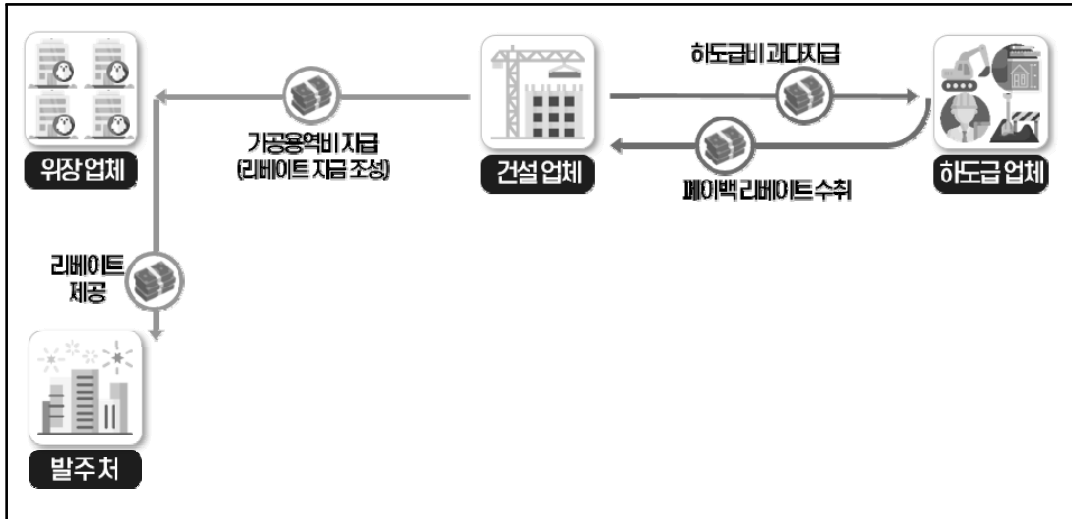 위장 업체
가공용역비 지급
(리베이트 자금 조성)
건설 업체
하도급비 과다지급
페이백 리베이트 수취
하도급 업체
리베이트
제공
발주처